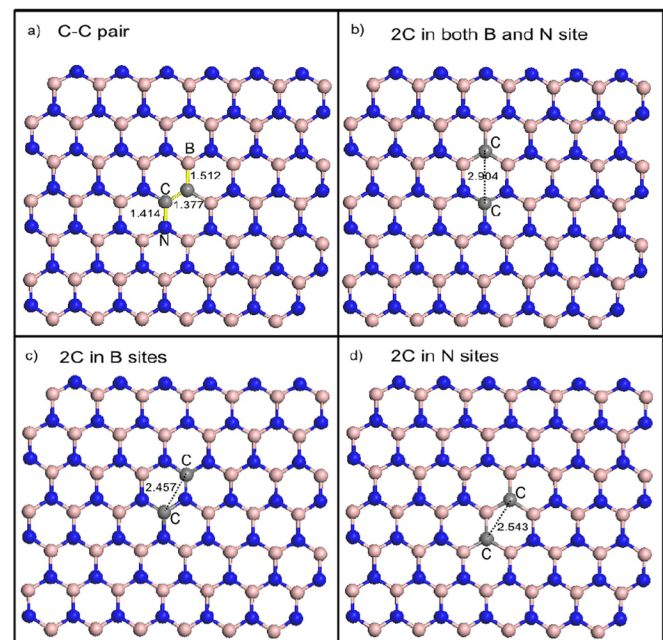 a) C-C pair
B
1.512
C
1.377
1.414
N
b) 2C in both B and N site
C
2.904
C
c) 2C in B sites
C
2.457
C
d) 2C in N sites
C
2.543
C